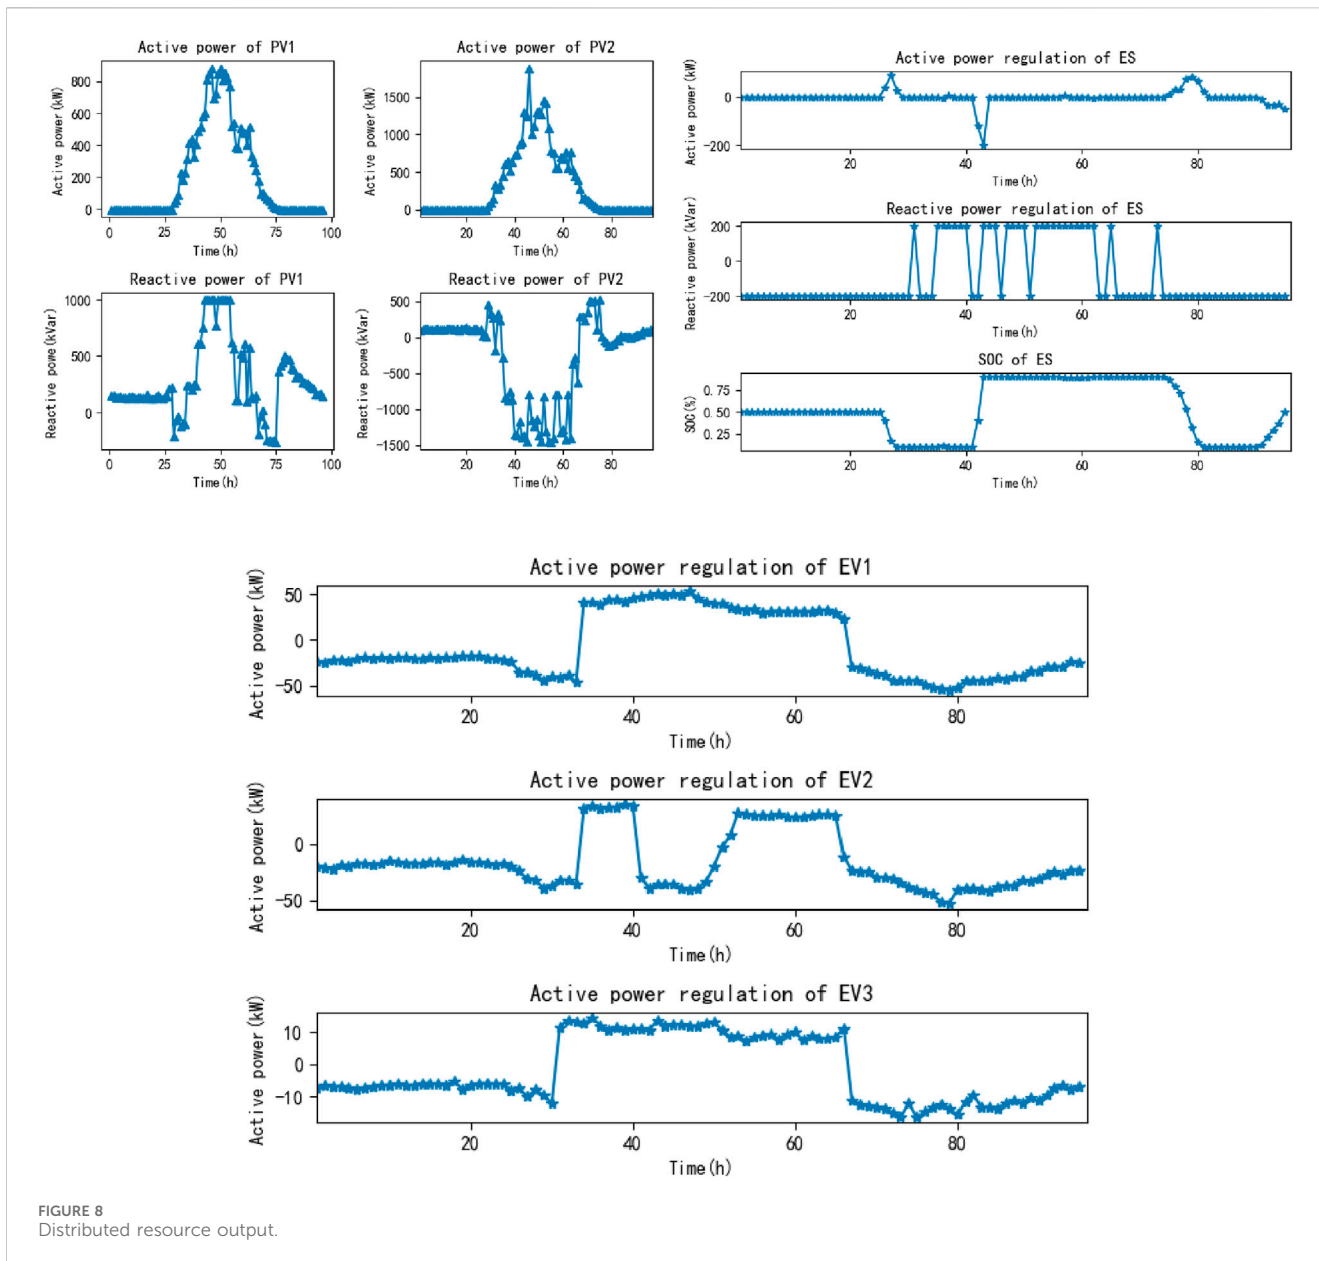 Active power of PV1
Active power(kW)
800
600
400
200
0
0 25 50 75 100
Time(h)
Active power of PV2
Active power(kW)
1500
1000
500
0
0 20 40 60 80
Time(h)
Reactive power of PV1
Reactive powe(kVar)
1000
500
0
0 25 50 75 100
Time(h)
Reactive power of PV2
Reactive power(kVar)
500
0
−500
−1000
−1500
20 40 60 80
Time(h)
Active power regulation of ES
Active power(kW)
0
−200
20 40 60 80
Time(h)
Reactive power regulation of ES
Reactive power(kVar)
200
0
−200
20 40 60 80
Time(h)
SOC of ES
SOC(%)
0.75
0.50
0.25
20 40 60 80
Time(h)
Active power regulation of EV1
Active power(kW)
50
0
−50
20 40 60 80
Time(h)
Active power regulation of EV2
Active power(kW)
0
−50
20 40 60 80
Time(h)
Active power regulation of EV3
Active power(kW)
10
0
−10
20 40 60 80
Time(h)
FIGURE 8
Distributed resource output.